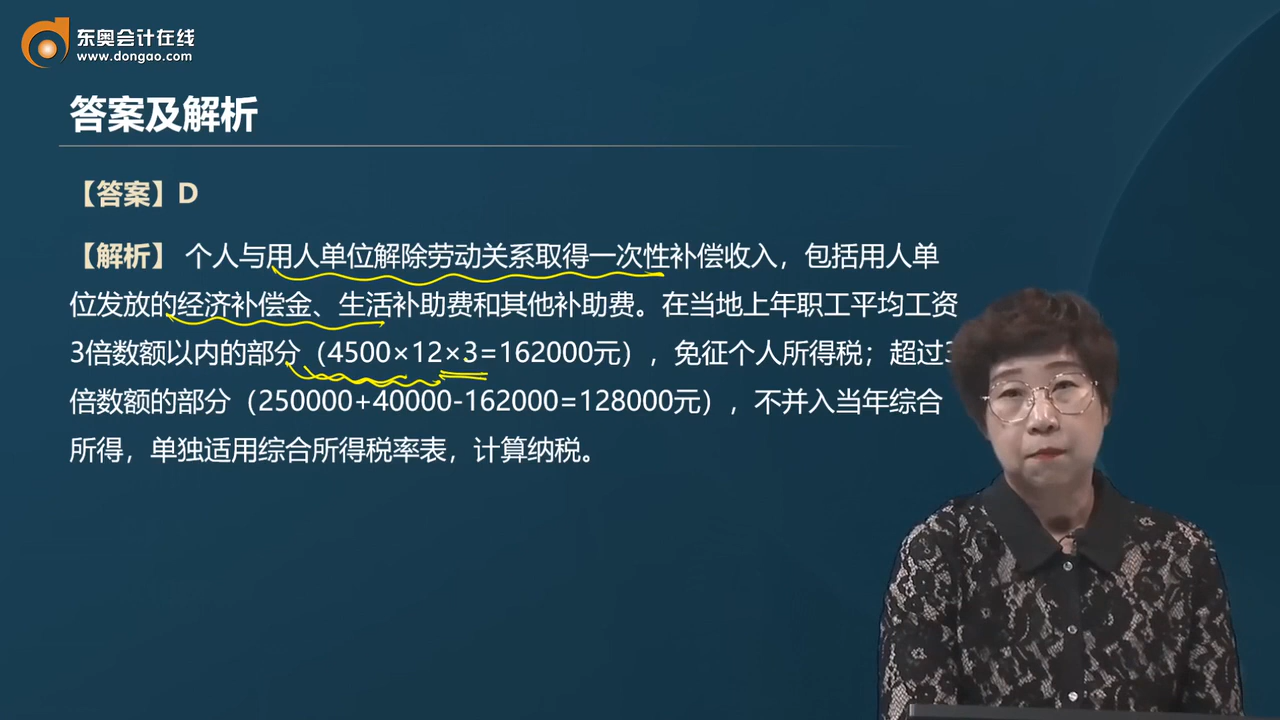 东奥会计在线
www.dongao.com
答案及解析
【答案】D
【解析】 个人与用人单位解除劳动关系取得一次性补偿收入，包括用人单
位发放的经济补偿金、生活补助费和其他补助费。在当地上年职工平均工资
3倍数额以内的部分（4500×12×3=162000元），免征个人所得税；超过3
倍数额的部分（250000+40000-162000=128000元），不并入当年综合
所得，单独适用综合所得税率表，计算纳税。